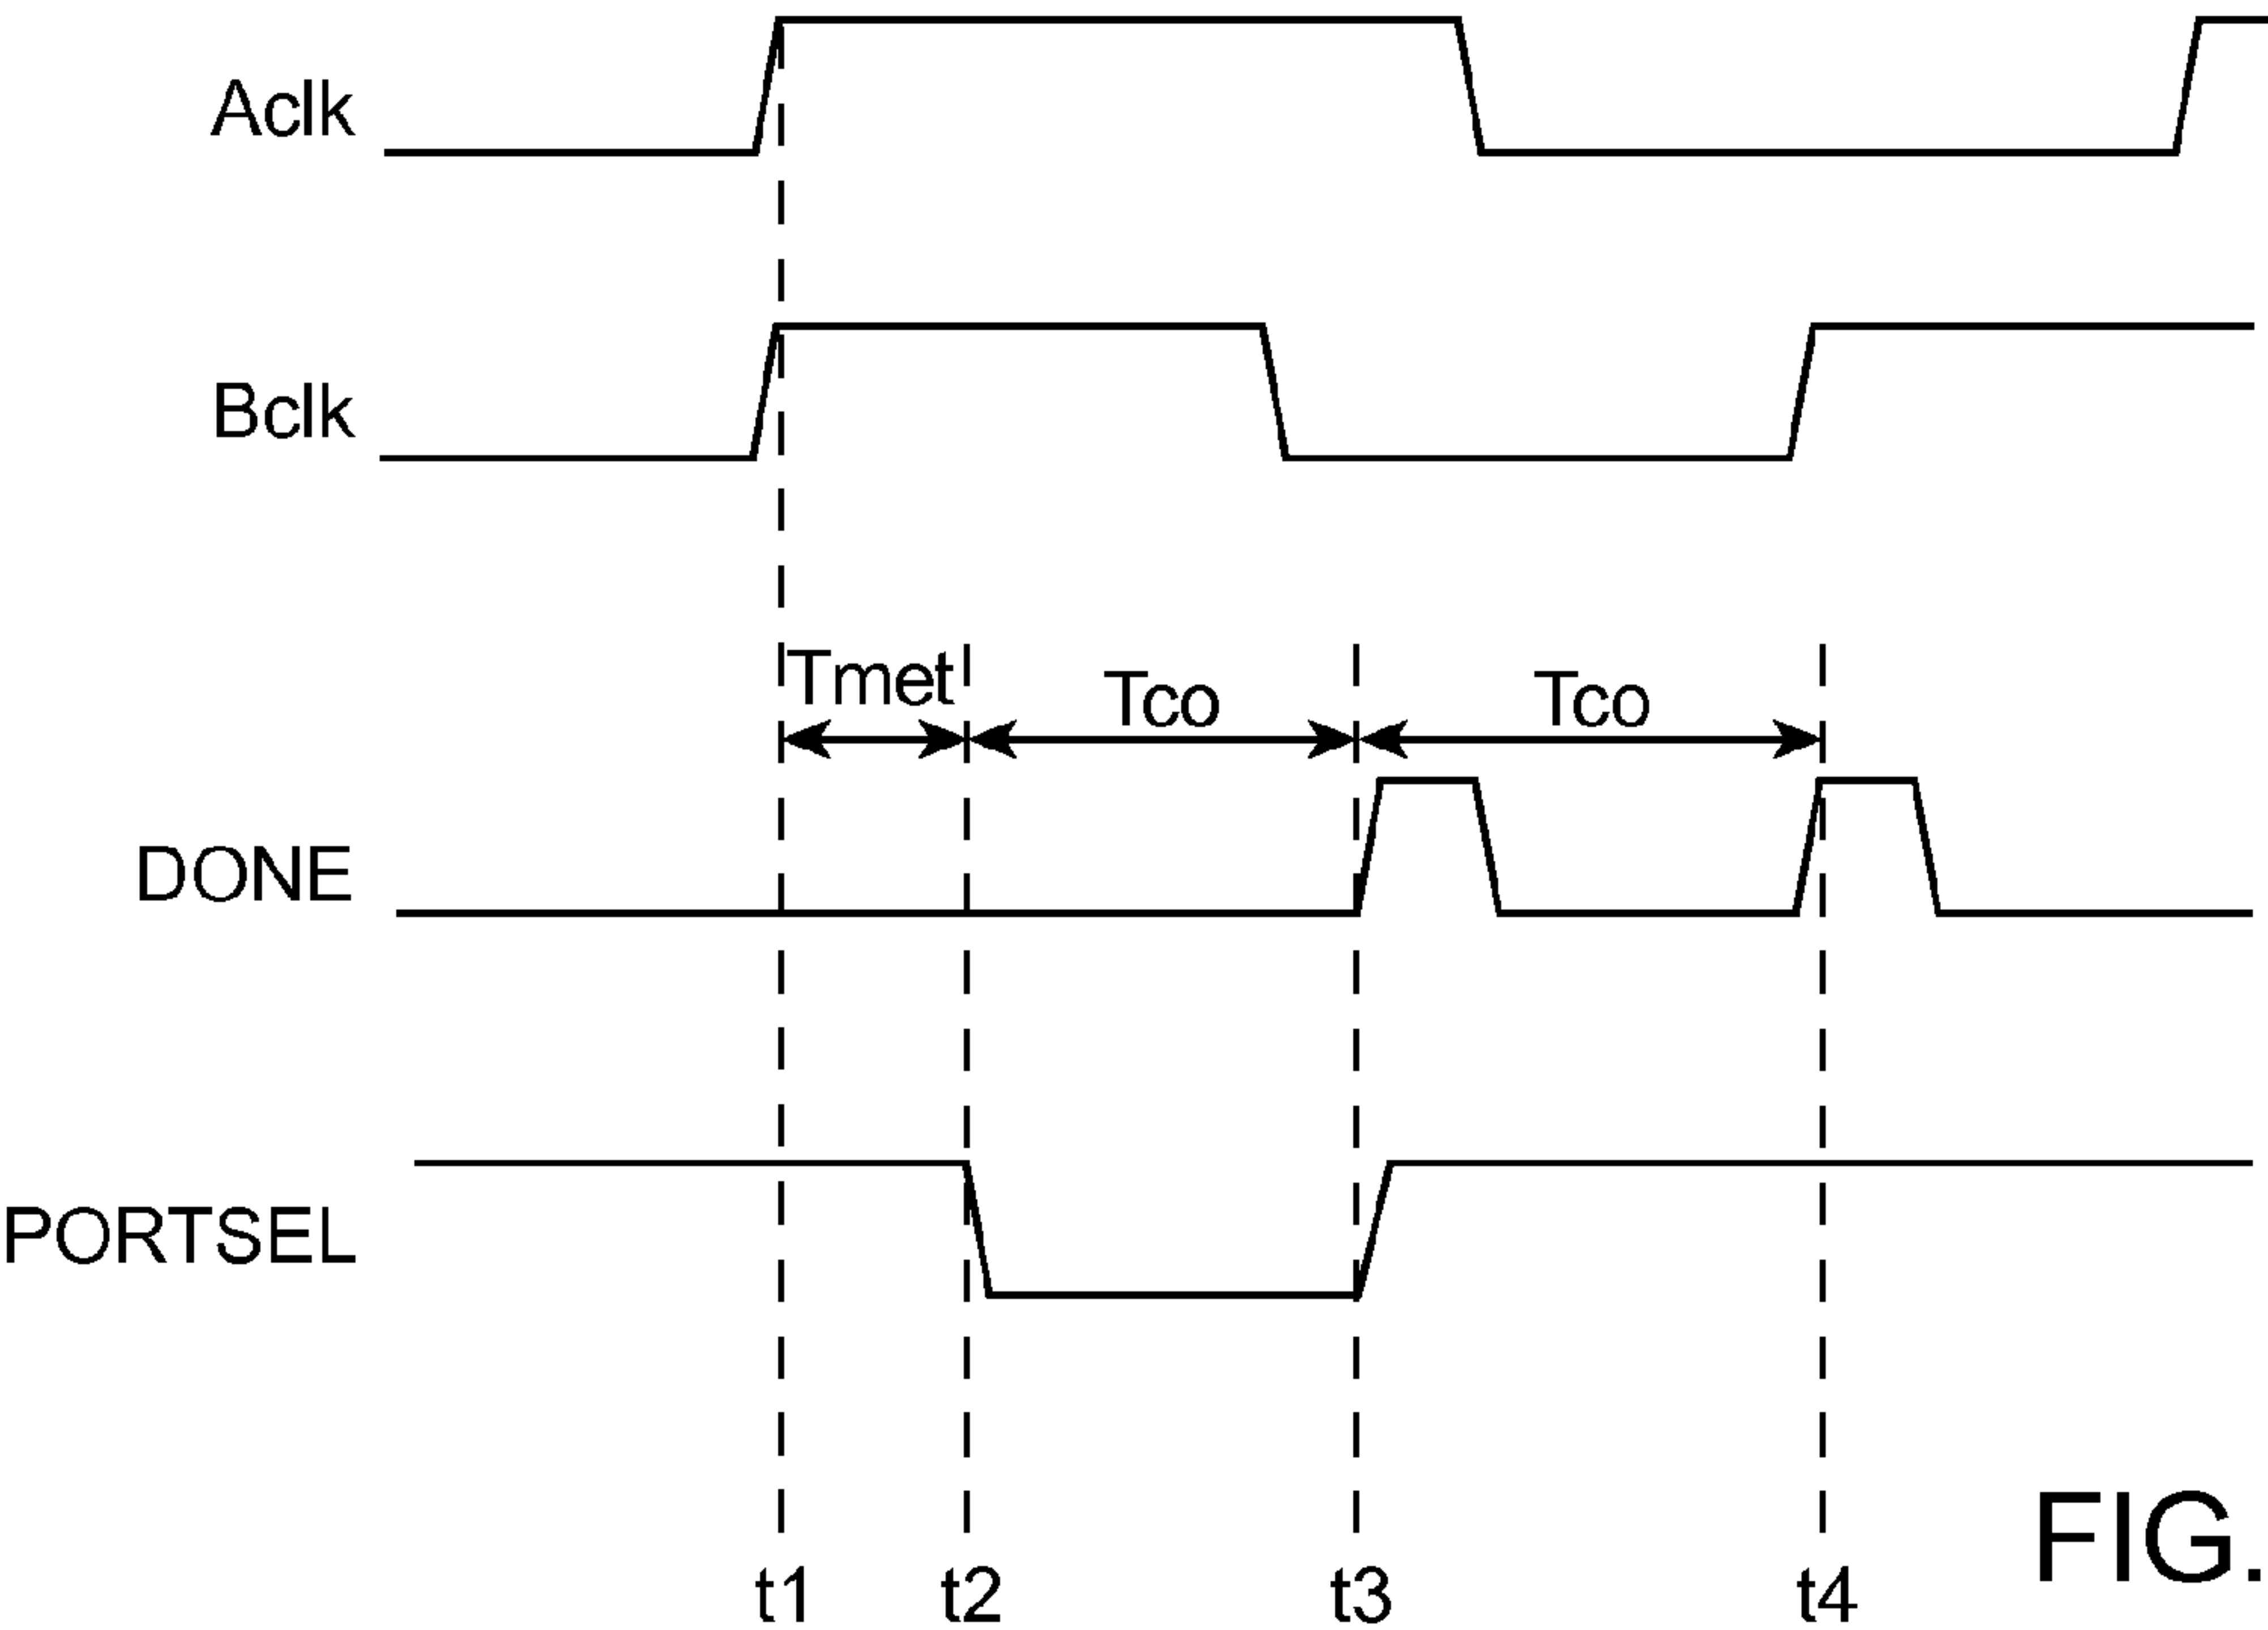 Aclk
Bclk
Tmet Tco Tco
DONE
PORTSEL
t1 t2 t3 t4
FIG.